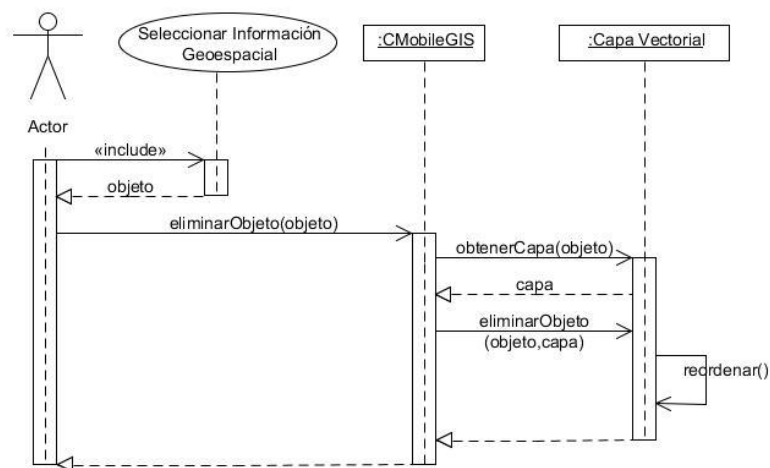 Seleccionar Información
Geoespacial
:CMobileGIS
:Capa Vectorial
Actor
«include»
objeto
eliminarObjeto(objeto)
obtenerCapa(objeto)
capa
eliminarObjeto
(objeto,capa)
reordenar()